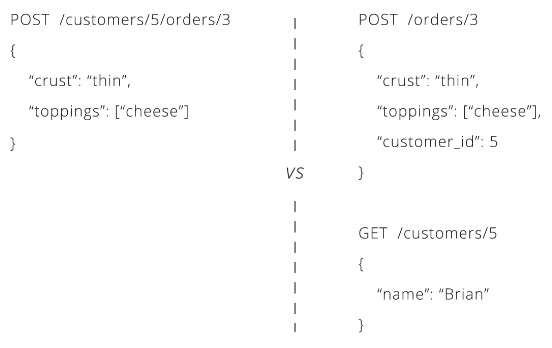 POST /customers/5/orders/3
{
“crust”: “thin”,
“toppings”: [“cheese”]
}
VS
POST /orders/3
{
“crust”: “thin”,
“toppings”: [“cheese”],
“customer_id”: 5
}
GET /customers/5
{
“name”: “Brian”
}